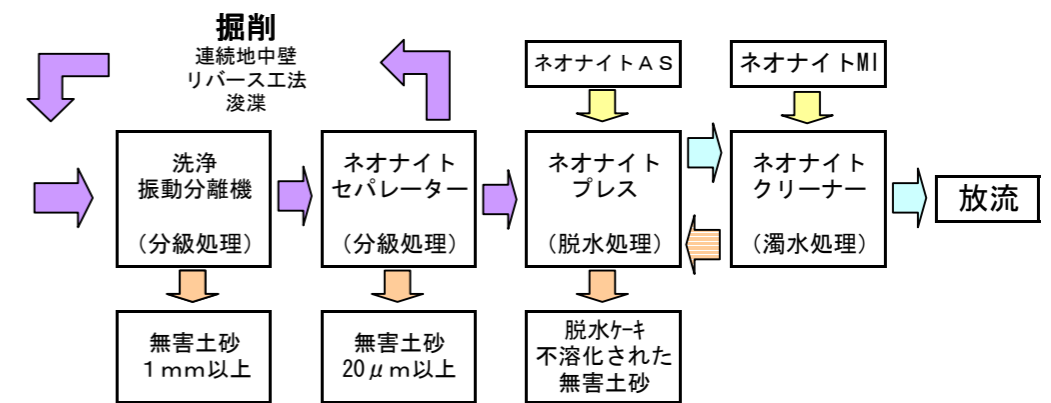 掘削
連続地中壁
リバース工法
浚渫
ネオナイトＡＳ
ネオナイトMI
洗浄
振動分離機
（分級処理）
ネオナイト
セパレーター
（分級処理）
ネオナイト
プレス
（脱水処理）
ネオナイト
クリーナー
（濁水処理）
放流
無害土砂
１ｍｍ以上
無害土砂
20μｍ以上
脱水ｹｰｷ
不溶化された
無害土砂